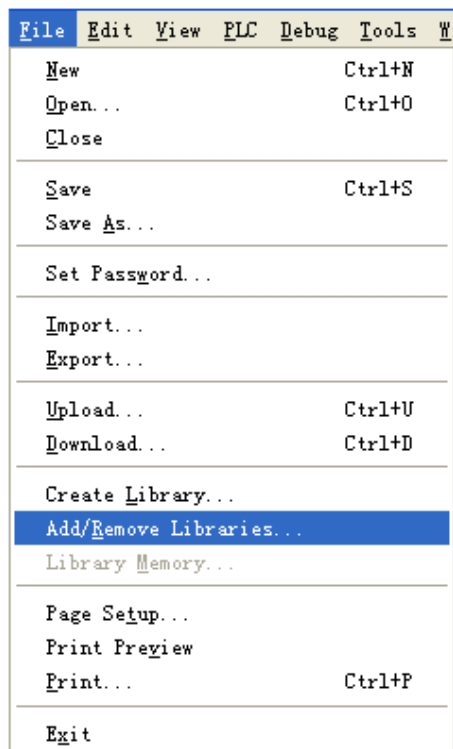 File Edit View PLC Debug Tools W
New Ctrl+N
Open... Ctrl+O
Close
Save Ctrl+S
Save As...
Set Password...
Import...
Export...
Upload... Ctrl+U
Download... Ctrl+D
Create Library...
Add/Remove Libraries...
Library Memory...
Page Setup...
Print Preview
Print... Ctrl+P
Exit